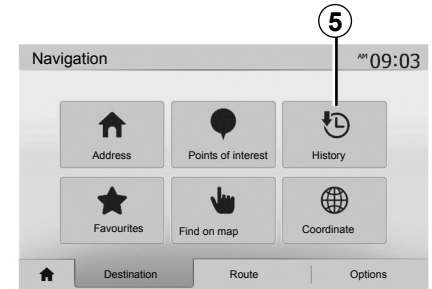 5
Navigation AM 09:03
Address Points of interest History
Favourites Find on map Coordinate
Destination Route Options